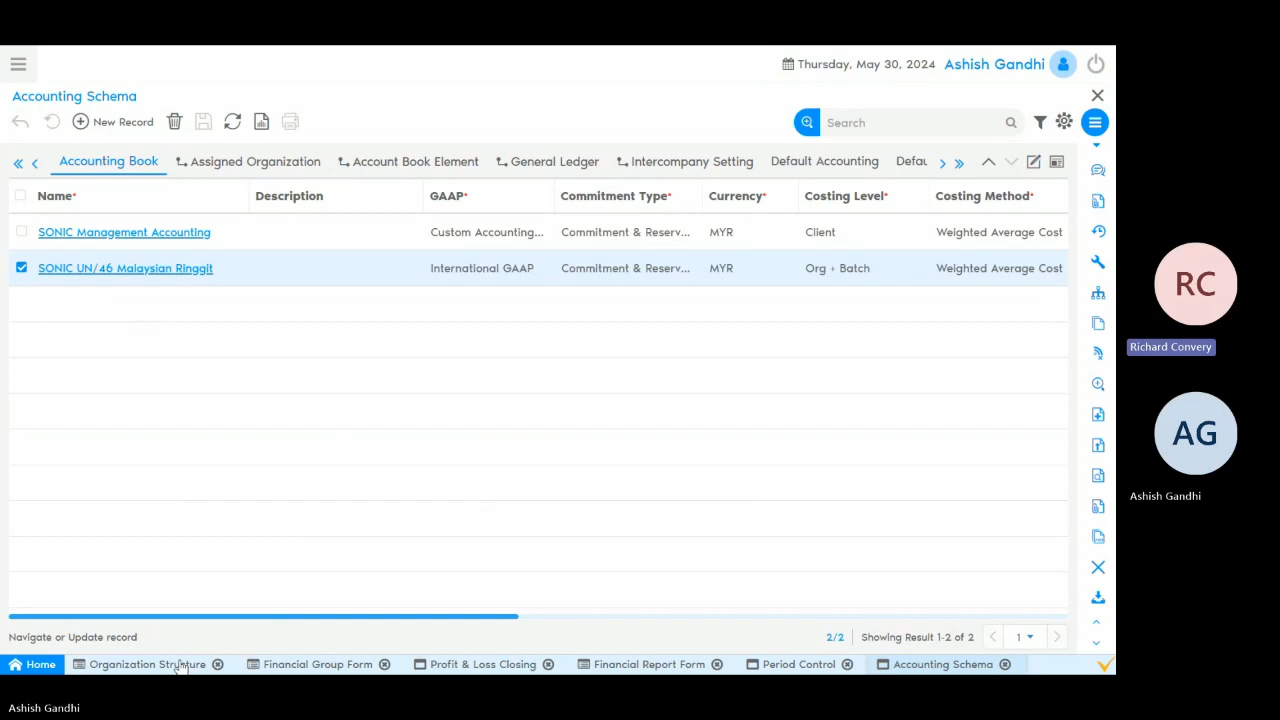 Thursday, May 30, 2024 Ashish Gandhi
Accounting Schema
New Record Search
Accounting Book Assigned Organization Account Book Element General Ledger Intercompany Setting Default Accounting Defau
Name* Description GAAP* Commitment Type* Currency* Costing Level* Costing Method*
SONIC Management Accounting Custom Accounting... Commitment & Reserv... MYR Client Weighted Average Cost
SONIC UN/46 Malaysian Ringgit International GAAP Commitment & Reserv... MYR Org + Batch Weighted Average Cost
Navigate or Update record 2/2 Showing Result 1-2 of 2 1
Home Organization Structure Financial Group Form Profit & Loss Closing Financial Report Form Period Control Accounting Schema
RC
Richard Convery
AG
Ashish Gandhi
Ashish Gandhi